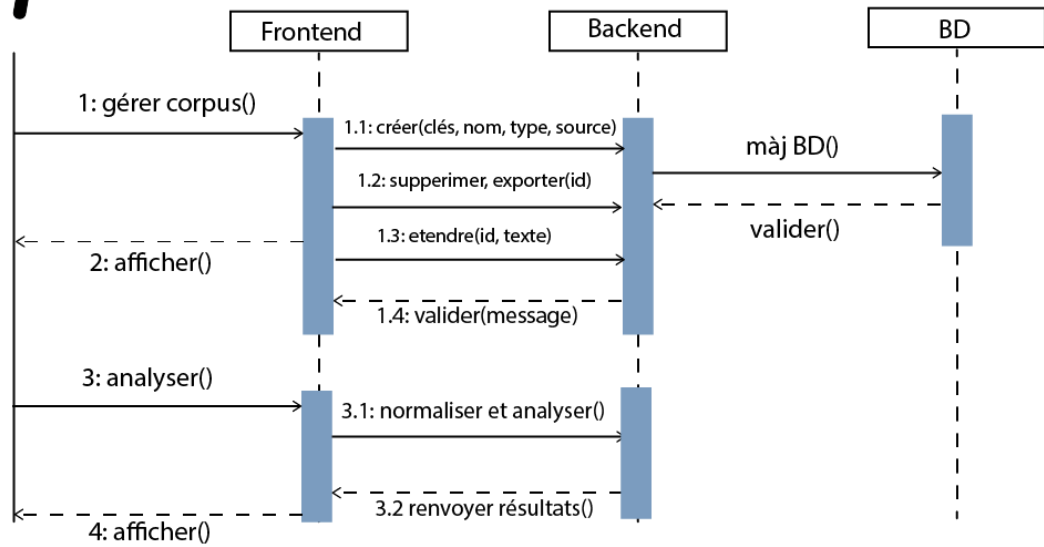 Frontend
Backend
BD
1: gérer corpus()
1.1: créer(clés, nom, type, source)
màj BD()
1.2: supperimer, exporter(id)
valider()
1.3: etendre(id, texte)
2: afficher()
1.4: valider(message)
3: analyser()
3.1: normaliser et analyser()
3.2 renvoyer résultats()
4: afficher()